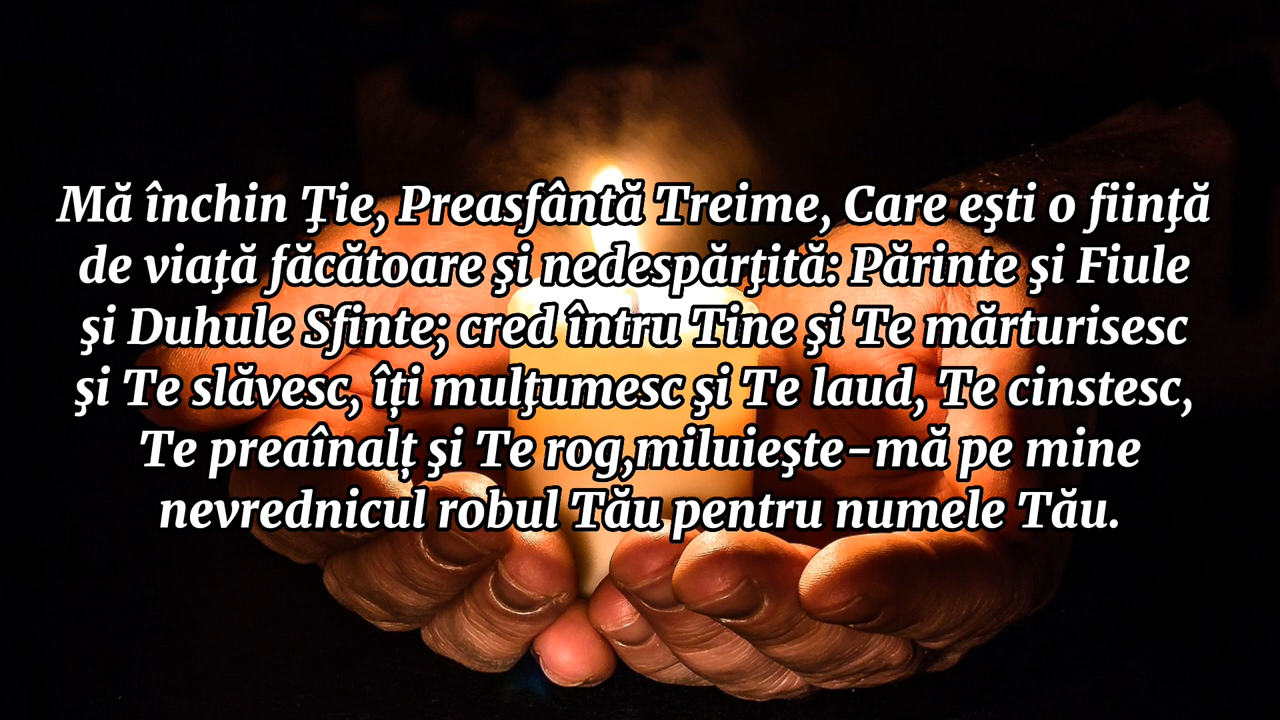 Mă închin Ţie, Preasfântă Treime, Care eşti o fiinţă
de viaţă făcătoare şi nedespărţită: Părinte şi Fiule
şi Duhule Sfinte; cred întru Tine şi Te mărturisesc
şi Te slăvesc, îți mulţumesc şi Te laud, Te cinstesc,
Te preaînalț şi Te rog,miluieşte-mă pe mine
nevrednicul robul Tău pentru numele Tău.